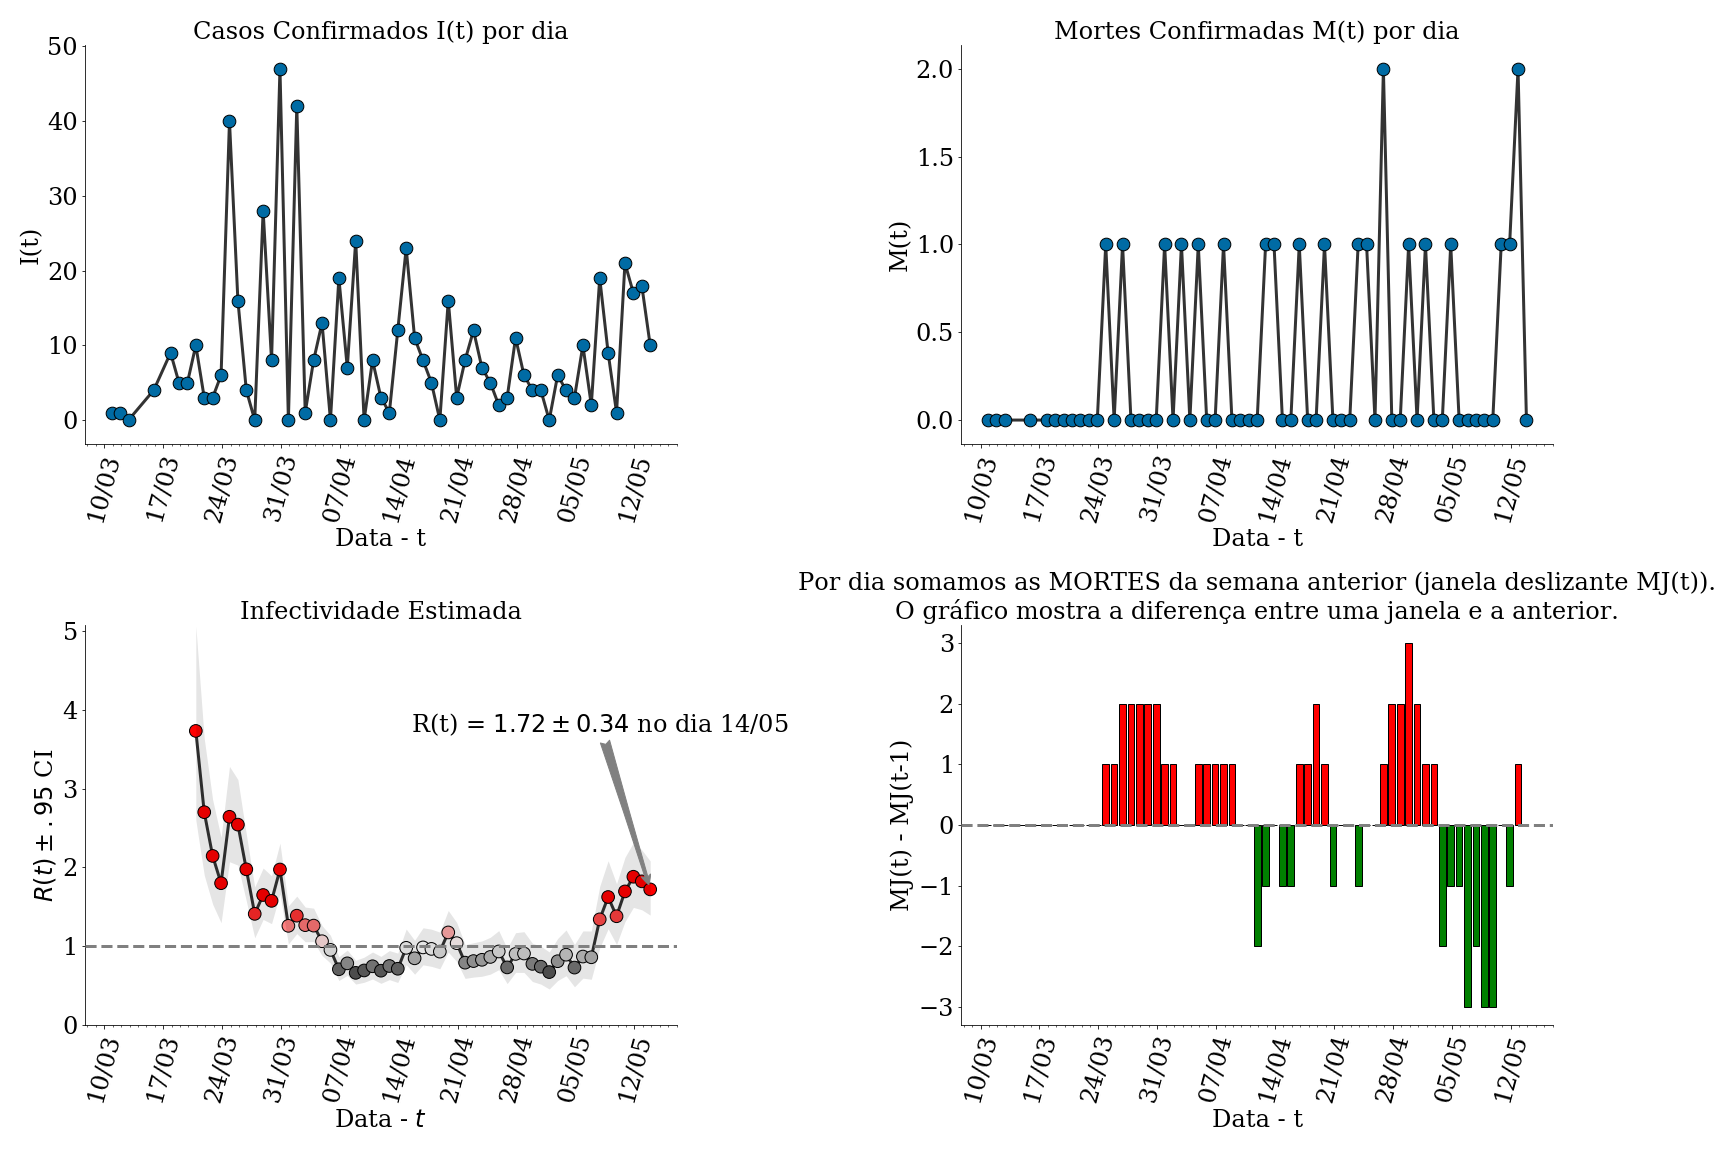 Casos Confirmados I(t) por dia
50
40
30
20
10
0
I(t)
10/03 17/03 24/03 31/03 07/04 14/04 21/04 28/04 05/05 12/05
Data - t
Mortes Confirmadas M(t) por dia
2.0
1.5
1.0
0.5
0.0
M(t)
10/03 17/03 24/03 31/03 07/04 14/04 21/04 28/04 05/05 12/05
Data - t
Infectividade Estimada
5
4
3
2
1
0
R(t) ± .95 CI
R(t) = 1.72 ± 0.34 no dia 14/05
10/03 17/03 24/03 31/03 07/04 14/04 21/04 28/04 05/05 12/05
Data - t
Por dia somamos as MORTES da semana anterior (janela deslizante MJ(t)).
O gráfico mostra a diferença entre uma janela e a anterior.
3
2
1
0
−1
−2
−3
MJ(t) - MJ(t-1)
10/03 17/03 24/03 31/03 07/04 14/04 21/04 28/04 05/05 12/05
Data - t